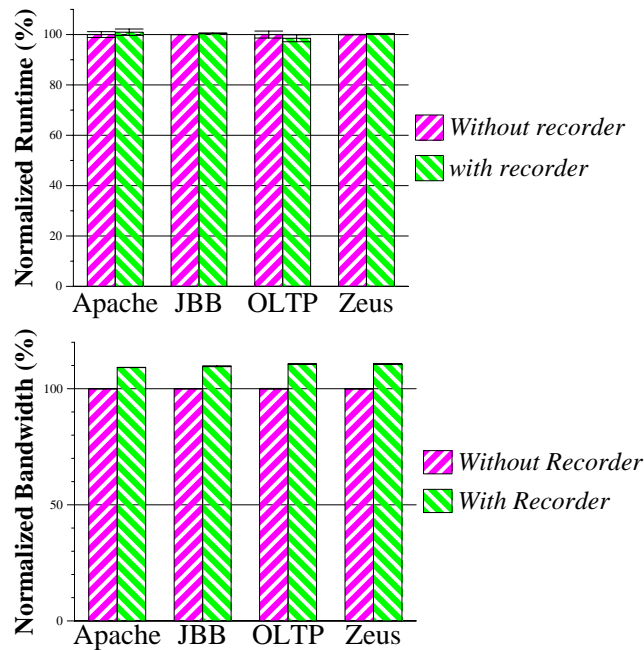 Normalized Runtime (%)
100
80
60
40
20
0
Apache JBB OLTP Zeus
Without recorder
with recorder
Normalized Bandwidth (%)
100
50
0
Apache JBB OLTP Zeus
Without Recorder
With Recorder